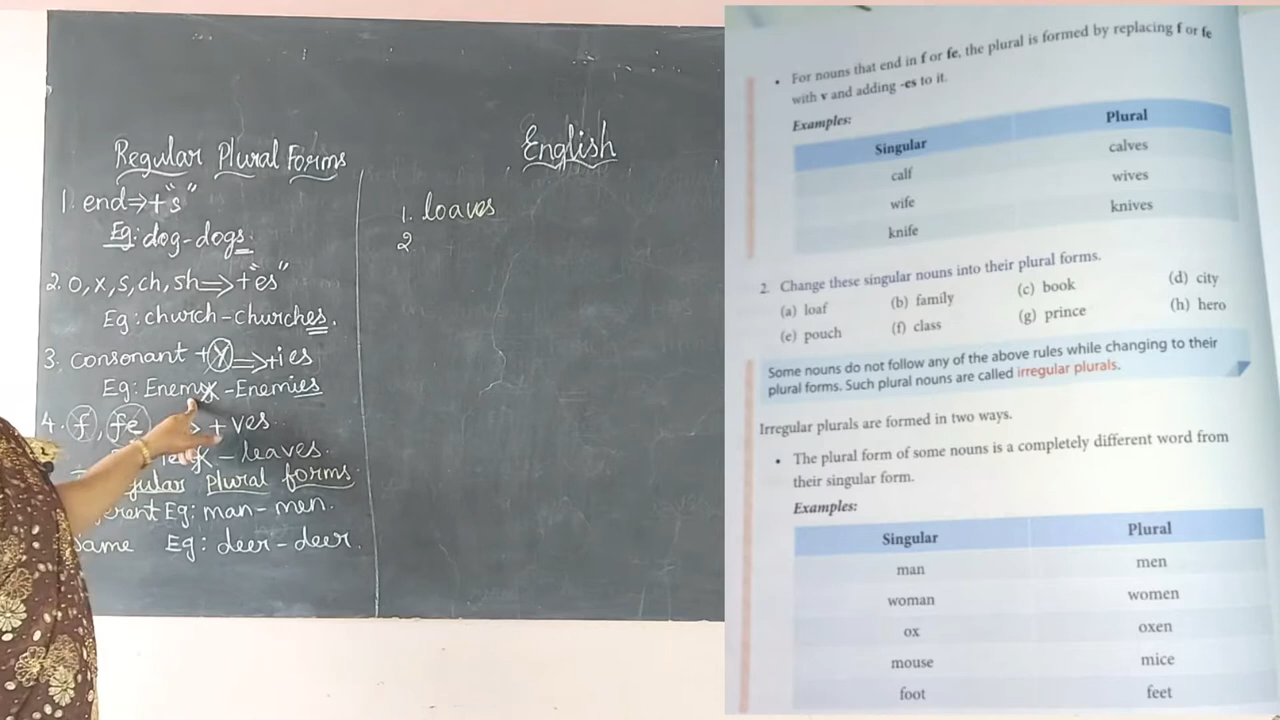 Regular Plural Forms
1. end⇒+"s"
Eg: dog-dogs.
2. o, x, s, ch, sh⇒+"es"
Eg: church-churches.
3. consonant +y⇒+ies
Eg: Enemy-Enemies
4. f, fe +ves
- leaves.
plural forms
Eg: man-men.
same Eg: deer-deer.
English
1. loaves
2
• For nouns that end in f or fe, the plural is formed by replacing f or fe
with v and adding -es to it.
Examples:
Singular Plural
calf calves
wife wives
knife knives
2. Change these singular nouns into their plural forms.
(a) loaf (b) family (c) book (d) city
(e) pouch (f) class (g) prince (h) hero
Some nouns do not follow any of the above rules while changing to their
plural forms. Such plural nouns are called irregular plurals.
Irregular plurals are formed in two ways.
• The plural form of some nouns is a completely different word from
their singular form.
Examples:
Singular Plural
man men
woman women
ox oxen
mouse mice
foot feet